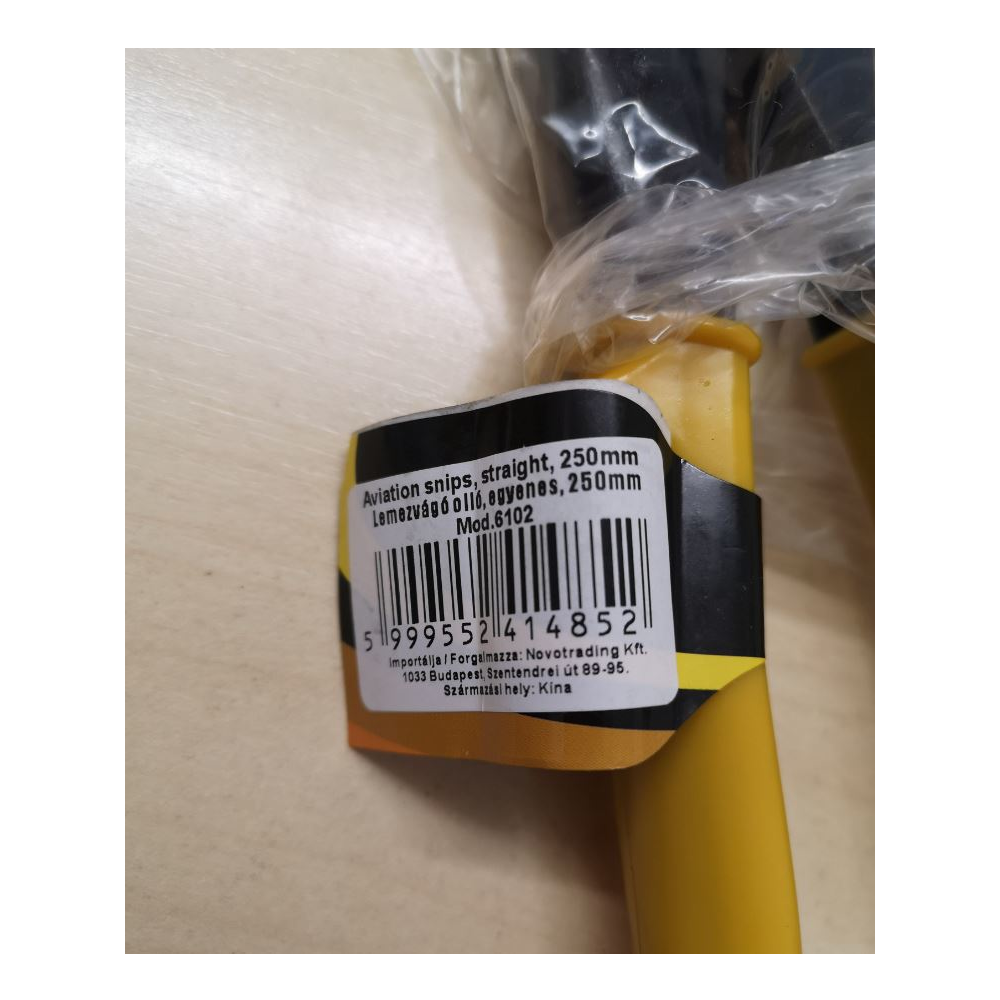 Aviation snips, straight, 250mm
Lemezvágó olló, egyenes, 250mm
Mod.6102
5 999552 414852
Importálja / Forgalmazza: Novotrading Kft.
1033 Budapest, Szentendrei út 89-95.
Származási hely: Kína